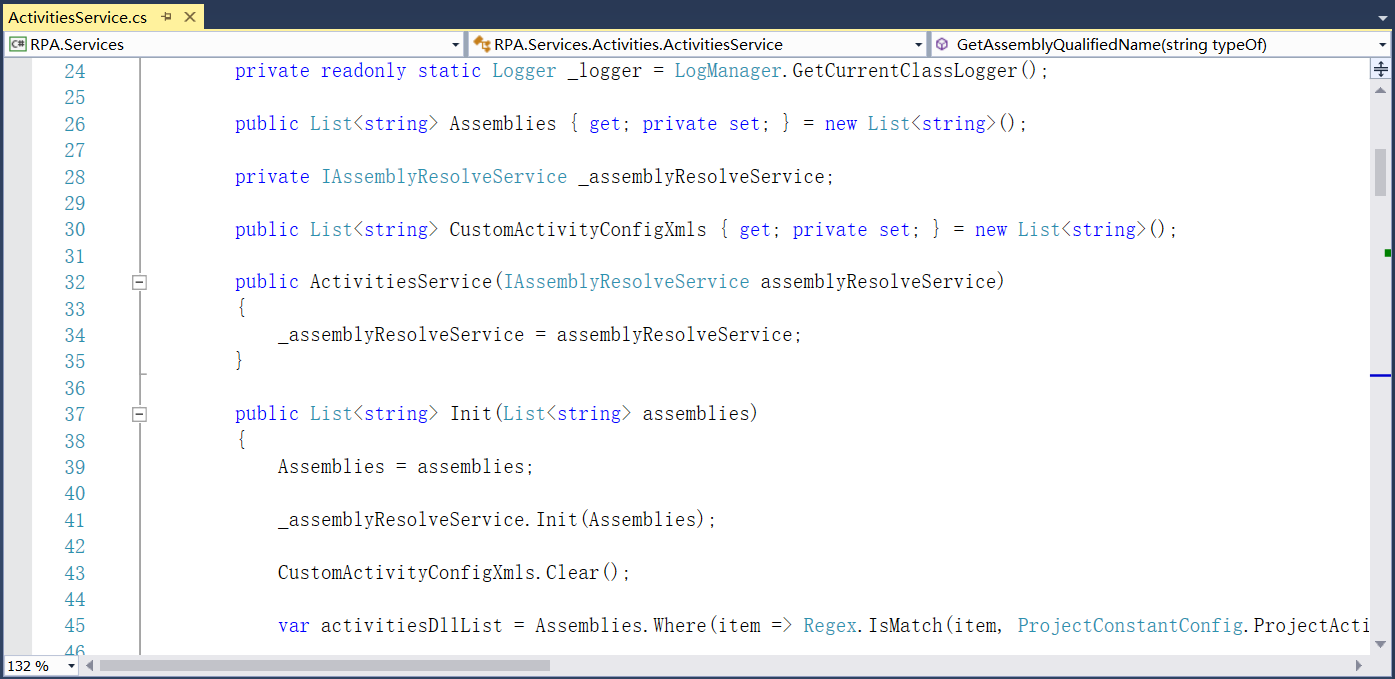 ActivitiesService.cs
C# RPA.Services RPA.Services.Activities.ActivitiesService GetAssemblyQualifiedName(string typeOf)
24 private readonly static Logger _logger = LogManager.GetCurrentClassLogger();
25
26 public List<string> Assemblies { get; private set; } = new List<string>();
27
28 private IAssemblyResolveService _assemblyResolveService;
29
30 public List<string> CustomActivityConfigXmls { get; private set; } = new List<string>();
31
32 public ActivitiesService(IAssemblyResolveService assemblyResolveService)
33 {
34 _assemblyResolveService = assemblyResolveService;
35 }
36
37 public List<string> Init(List<string> assemblies)
38 {
39 Assemblies = assemblies;
40
41 _assemblyResolveService.Init(Assemblies);
42
43 CustomActivityConfigXmls.Clear();
44
45 var activitiesDllList = Assemblies.Where(item => Regex.IsMatch(item, ProjectConstantConfig.ProjectActi
46
132 %